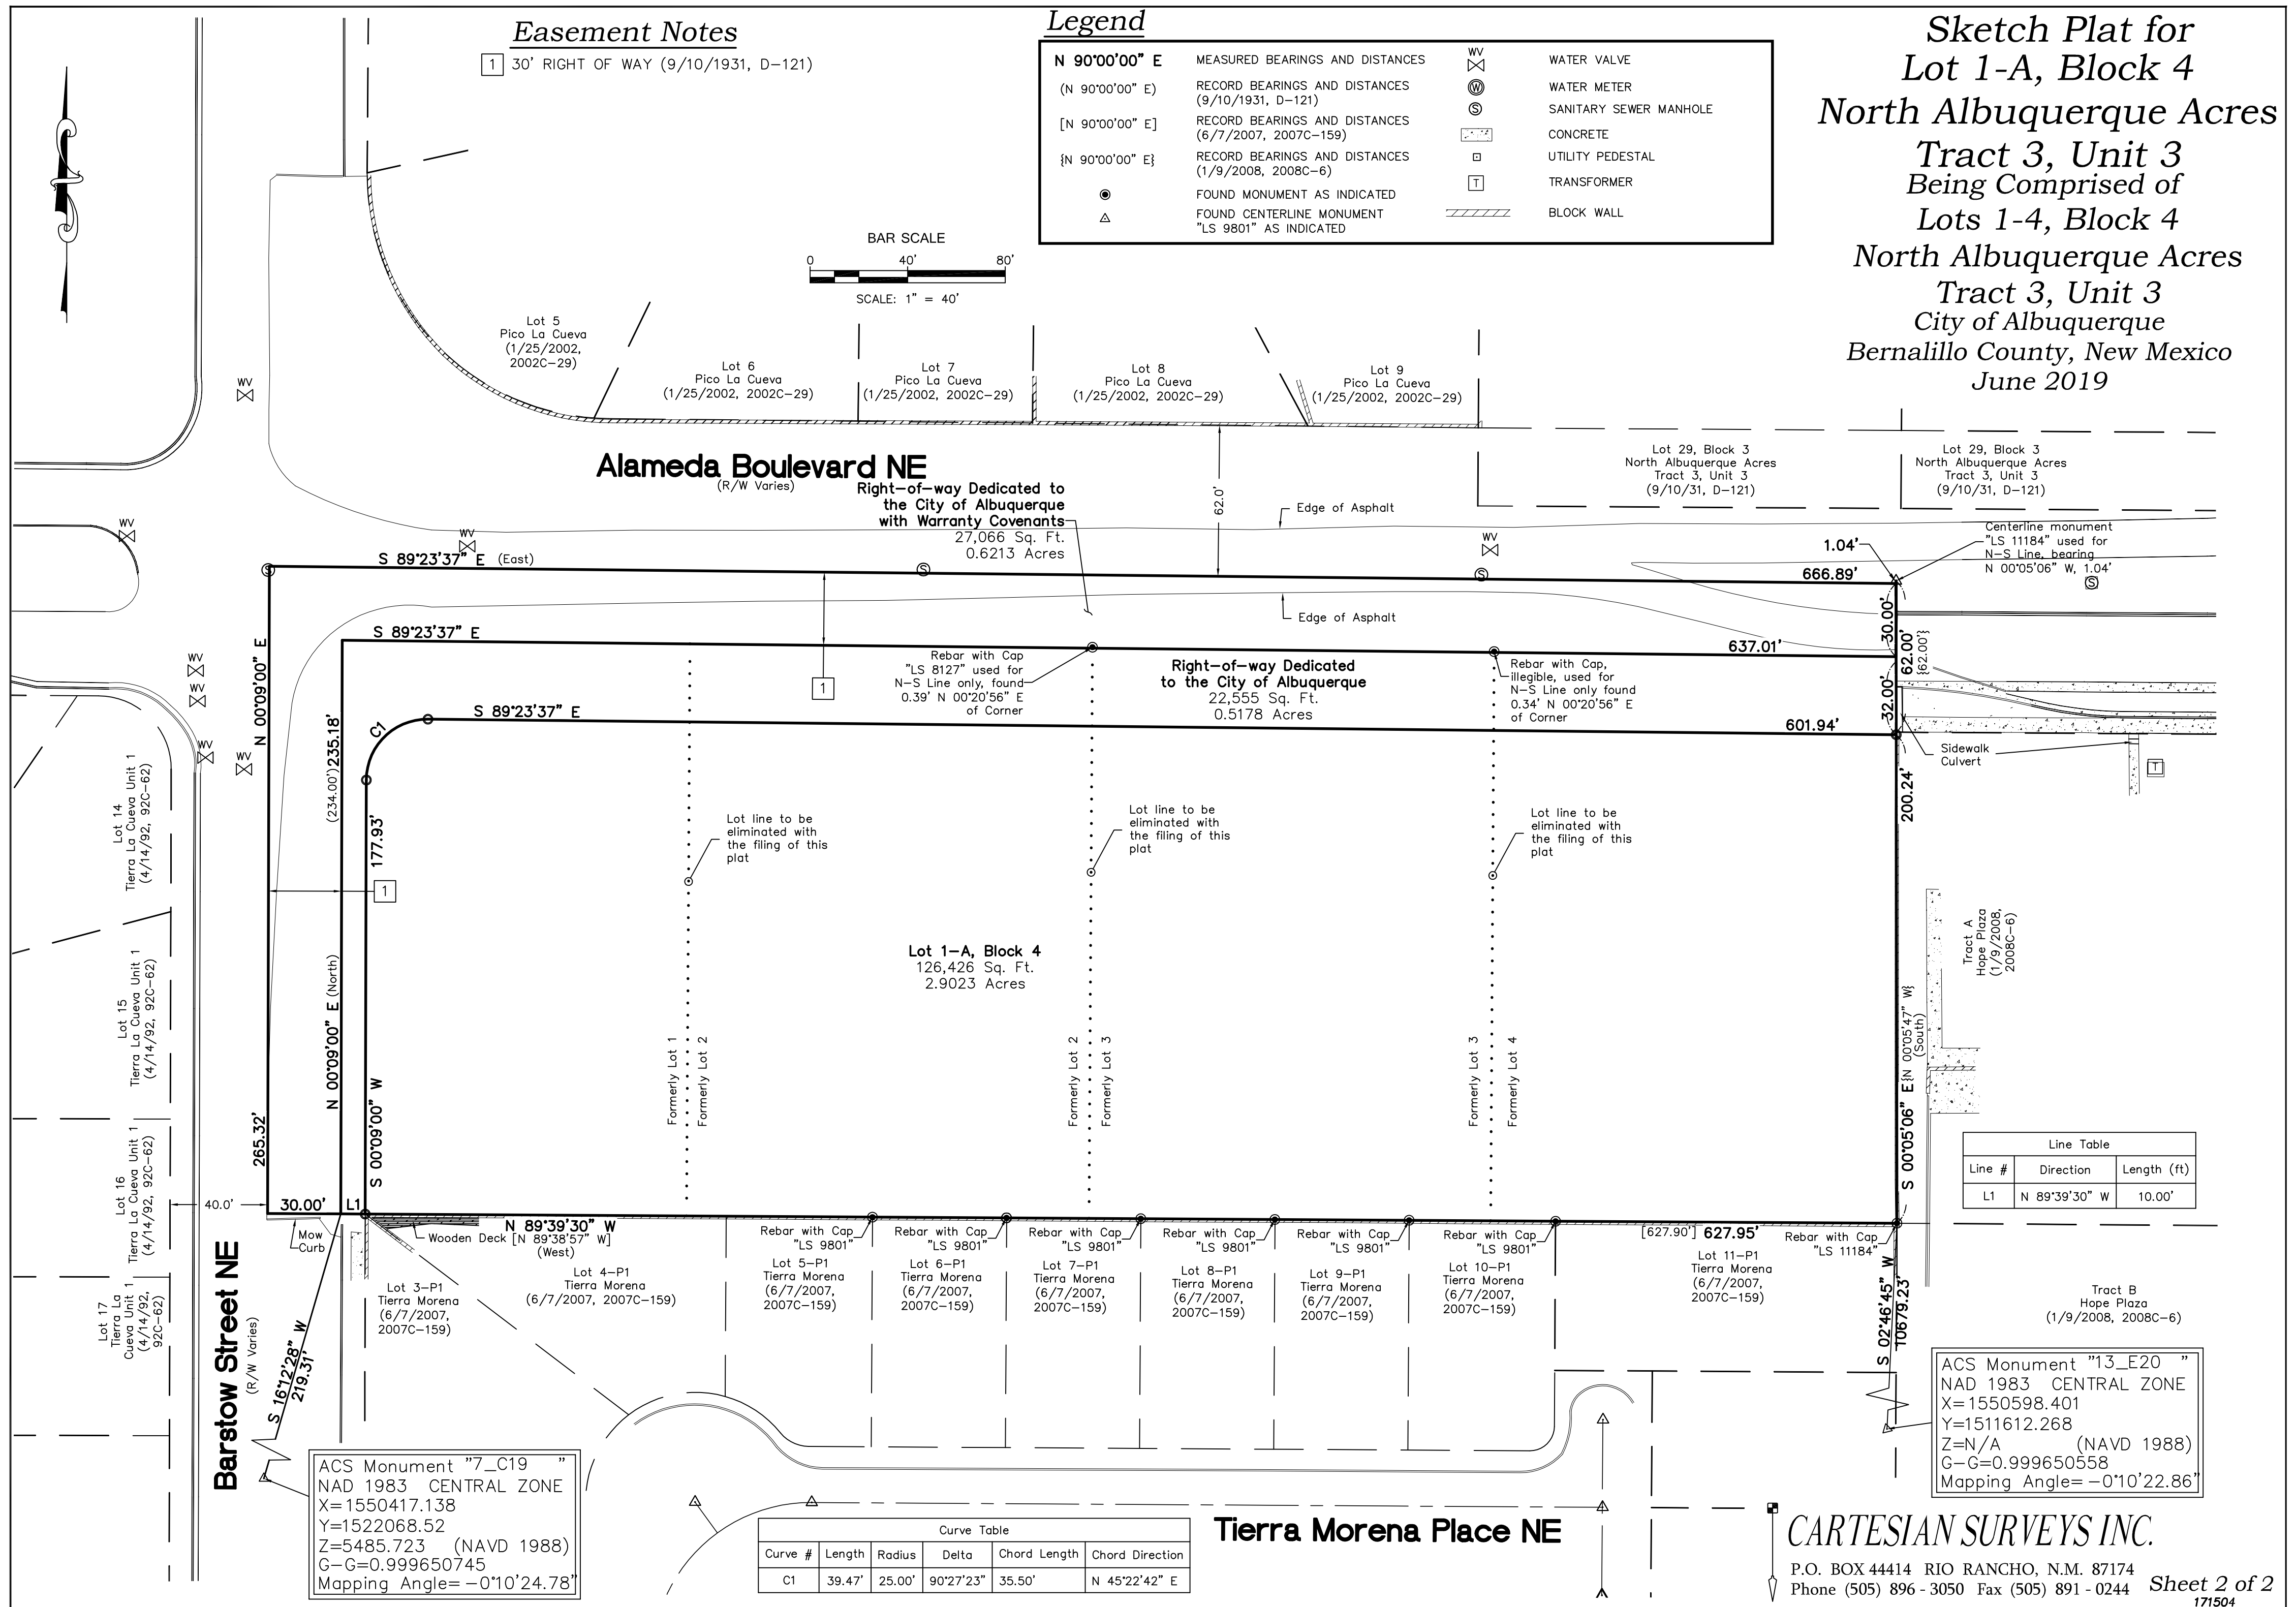 Easement Notes
1 30' RIGHT OF WAY (9/10/1931, D-121)
Legend
N 90°00'00" E MEASURED BEARINGS AND DISTANCES
(N 90°00'00" E) RECORD BEARINGS AND DISTANCES
(9/10/1931, D-121)
[N 90°00'00" E] RECORD BEARINGS AND DISTANCES
(6/7/2007, 2007C-159)
{N 90°00'00" E} RECORD BEARINGS AND DISTANCES
(1/9/2008, 2008C-6)
FOUND MONUMENT AS INDICATED
FOUND CENTERLINE MONUMENT
"LS 9801" AS INDICATED
WV WATER VALVE
W WATER METER
S SANITARY SEWER MANHOLE
CONCRETE
UTILITY PEDESTAL
T TRANSFORMER
BLOCK WALL
Sketch Plat for
Lot 1-A, Block 4
North Albuquerque Acres
Tract 3, Unit 3
Being Comprised of
Lots 1-4, Block 4
North Albuquerque Acres
Tract 3, Unit 3
City of Albuquerque
Bernalillo County, New Mexico
June 2019
BAR SCALE
0 40' 80'
SCALE: 1" = 40'
Lot 5
Pico La Cueva
(1/25/2002,
2002C-29)
Lot 6
Pico La Cueva
(1/25/2002, 2002C-29)
Lot 7
Pico La Cueva
(1/25/2002, 2002C-29)
Lot 8
Pico La Cueva
(1/25/2002, 2002C-29)
Lot 9
Pico La Cueva
(1/25/2002, 2002C-29)
Lot 29, Block 3
North Albuquerque Acres
Tract 3, Unit 3
(9/10/31, D-121)
Lot 29, Block 3
North Albuquerque Acres
Tract 3, Unit 3
(9/10/31, D-121)
WV
WV
WV
WV
Alameda Boulevard NE
(R/W Varies)
Right-of-way Dedicated to
the City of Albuquerque
with Warranty Covenants
27,066 Sq. Ft.
0.6213 Acres
62.0'
Edge of Asphalt
Edge of Asphalt
Centerline monument
"LS 11184" used for
N-S Line, bearing
N 00°05'06" W, 1.04'
S
1.04'
S 89°23'37" E (East)
666.89'
S
S
S
S 89°23'37" E
637.01'
30.00'
62.00'
{62.00'}
32.00'
WV
WV
WV
WV
Rebar with Cap
"LS 8127" used for
N-S Line only, found
0.39' N 00°20'56" E
of Corner
1
Right-of-way Dedicated
to the City of Albuquerque
22,555 Sq. Ft.
0.5178 Acres
Rebar with Cap,
illegible, used for
N-S Line only found
0.34' N 00°20'56" E
of Corner
S 89°23'37" E
601.94'
C1
Sidewalk
Culvert
T
N 00°09'00" E
265.32'
(234.00') 235.18'
N 00°09'00" E (North)
177.93'
S 00°09'00" W
1
200.24'
S 00°05'06" E {N 00°05'47" W}
(South)
Lot line to be
eliminated with
the filing of this
plat
Lot line to be
eliminated with
the filing of this
plat
Lot line to be
eliminated with
the filing of this
plat
Lot 1-A, Block 4
126,426 Sq. Ft.
2.9023 Acres
Formerly Lot 1
Formerly Lot 2
Formerly Lot 2
Formerly Lot 3
Formerly Lot 3
Formerly Lot 4
Lot 14
Tierra La Cueva Unit 1
(4/14/92, 92C-62)
Lot 15
Tierra La Cueva Unit 1
(4/14/92, 92C-62)
Lot 16
Tierra La Cueva Unit 1
(4/14/92, 92C-62)
Lot 17
Tierra La
Cueva Unit 1
(4/14/92,
92C-62)
Tract A
Hope Plaza
(1/9/2008,
2008C-6)
Line Table
Line # Direction Length (ft)
L1 N 89°39'30" W 10.00'
40.0'
30.00'
L1
Mow
Curb
Wooden Deck
N 89°39'30" W
[N 89°38'57" W]
(West)
[627.90'] 627.95'
Rebar with Cap
"LS 9801"
Rebar with Cap
"LS 9801"
Rebar with Cap
"LS 9801"
Rebar with Cap
"LS 9801"
Rebar with Cap
"LS 9801"
Rebar with Cap
"LS 9801"
Rebar with Cap
"LS 11184"
Lot 3-P1
Tierra Morena
(6/7/2007,
2007C-159)
Lot 4-P1
Tierra Morena
(6/7/2007, 2007C-159)
Lot 5-P1
Tierra Morena
(6/7/2007,
2007C-159)
Lot 6-P1
Tierra Morena
(6/7/2007,
2007C-159)
Lot 7-P1
Tierra Morena
(6/7/2007,
2007C-159)
Lot 8-P1
Tierra Morena
(6/7/2007,
2007C-159)
Lot 9-P1
Tierra Morena
(6/7/2007,
2007C-159)
Lot 10-P1
Tierra Morena
(6/7/2007,
2007C-159)
Lot 11-P1
Tierra Morena
(6/7/2007,
2007C-159)
Tract B
Hope Plaza
(1/9/2008, 2008C-6)
Barstow Street NE
(R/W Varies)
S 16°12'28" W
219.31'
S 02°46'45" W
10679.23'
ACS Monument "7_C19 "
NAD 1983 CENTRAL ZONE
X=1550417.138
Y=1522068.52
Z=5485.723 (NAVD 1988)
G-G=0.999650745
Mapping Angle= -0°10'24.78"
ACS Monument "13_E20 "
NAD 1983 CENTRAL ZONE
X=1550598.401
Y=1511612.268
Z=N/A (NAVD 1988)
G-G=0.999650558
Mapping Angle= -0°10'22.86"
Curve Table
Curve # Length Radius Delta Chord Length Chord Direction
C1 39.47' 25.00' 90°27'23" 35.50' N 45°22'42" E
Tierra Morena Place NE
CARTESIAN SURVEYS INC.
P.O. BOX 44414 RIO RANCHO, N.M. 87174
Phone (505) 896 - 3050 Fax (505) 891 - 0244
Sheet 2 of 2
171504